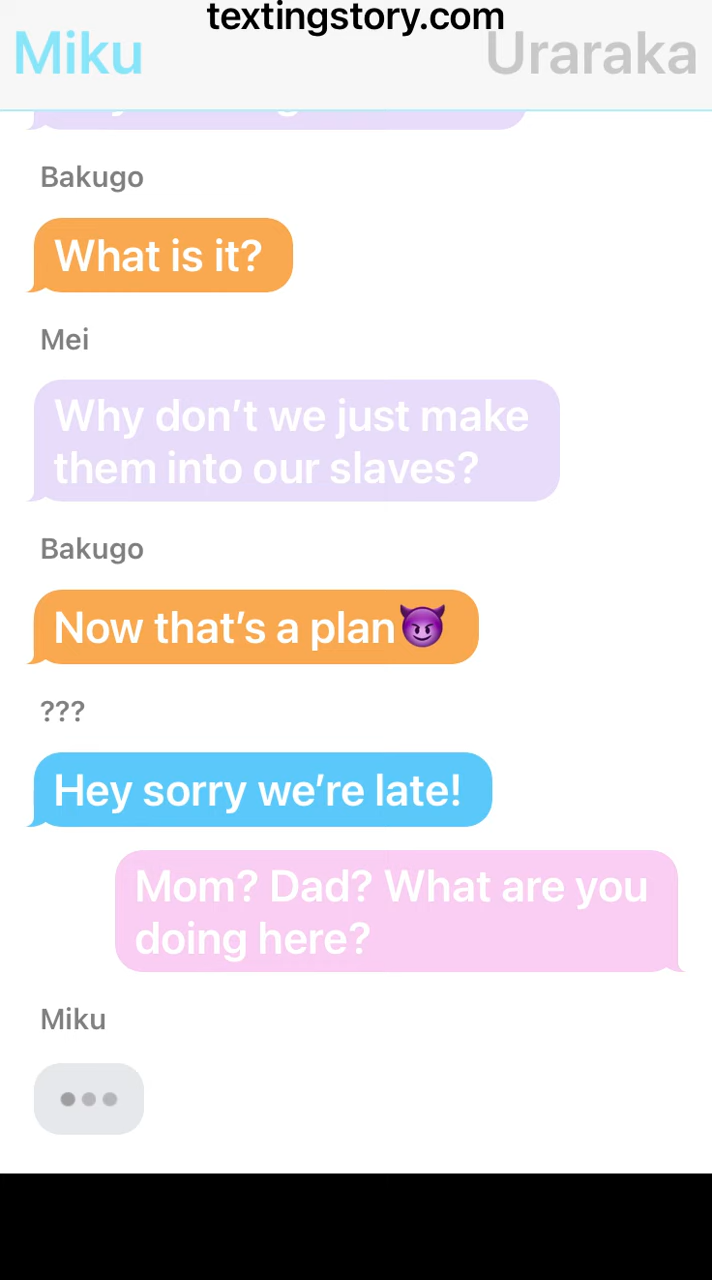 textingstory.com
Miku
Uraraka
Bakugo
What is it?
Mei
Why don’t we just make
them into our slaves?
Bakugo
Now that’s a plan😈
???
Hey sorry we’re late!
Mom? Dad? What are you
doing here?
Miku